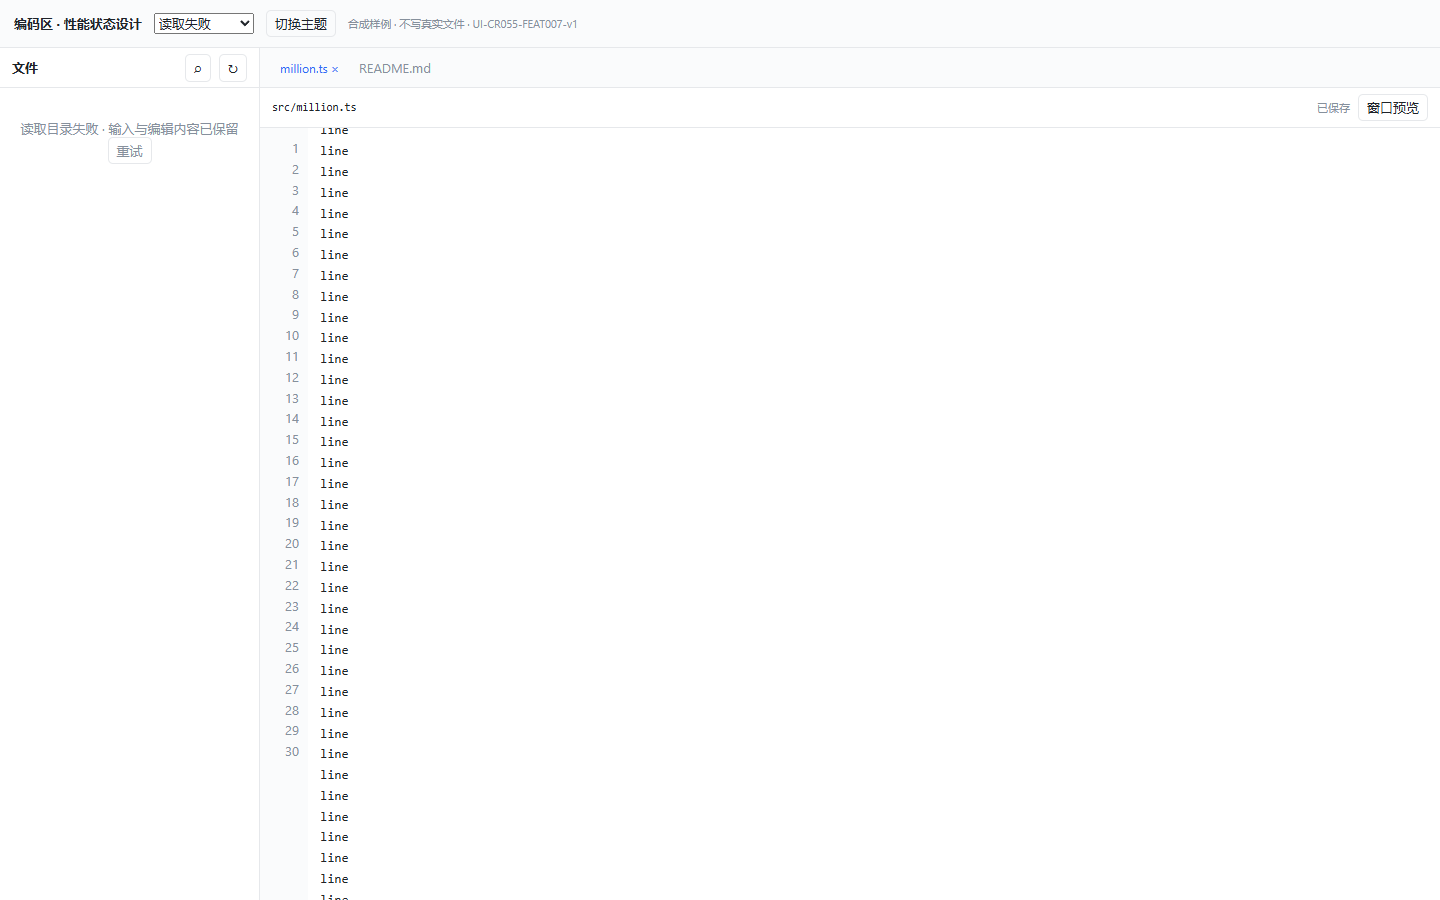 编码区 · 性能状态设计 读取失败 切换主题 合成样例 · 不写真实文件 · UI-CR055-FEAT007-v1
文件 ⌕ ↻ million.ts × README.md
src/million.ts 已保存 窗口预览
读取目录失败 · 输入与编辑内容已保留
重试
line
1 line
2 line
3 line
4 line
5 line
6 line
7 line
8 line
9 line
10 line
11 line
12 line
13 line
14 line
15 line
16 line
17 line
18 line
19 line
20 line
21 line
22 line
23 line
24 line
25 line
26 line
27 line
28 line
29 line
30 line
line
line
line
line
line
line
line